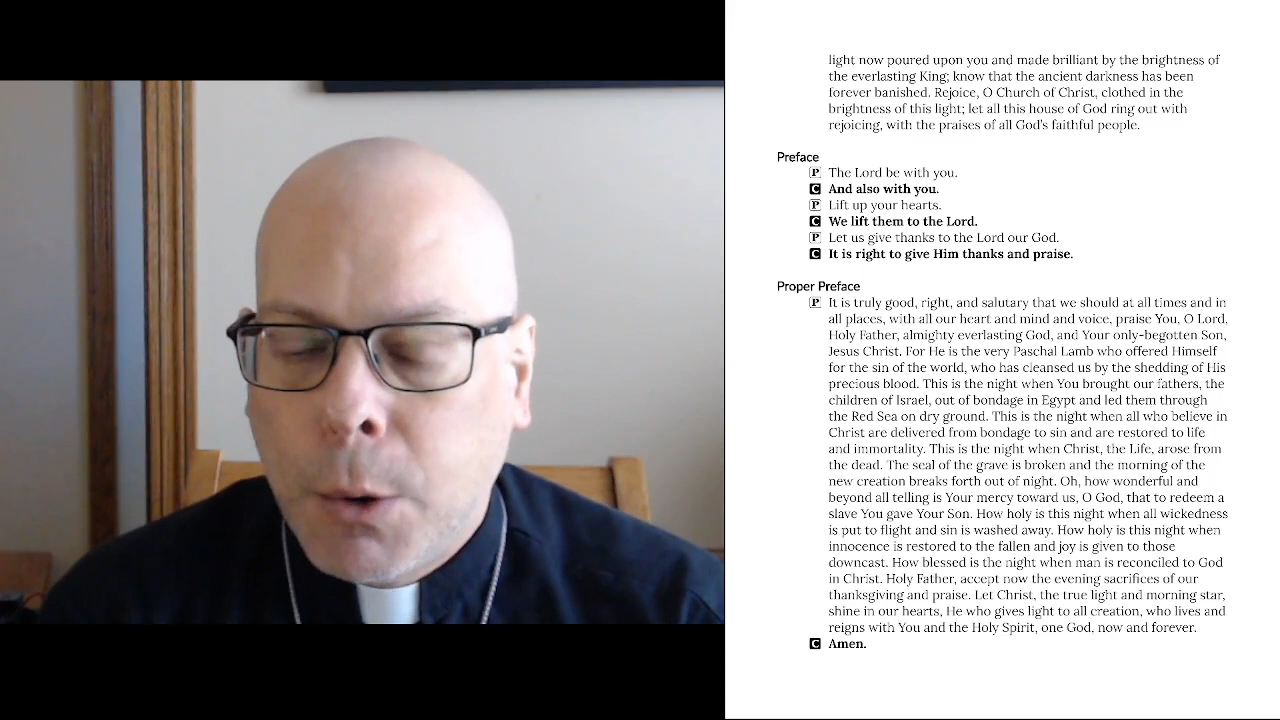 light now poured upon you and made brilliant by the brightness of
the everlasting King; know that the ancient darkness has been
forever banished. Rejoice, O Church of Christ, clothed in the
brightness of this light; let all this house of God ring out with
rejoicing, with the praises of all God's faithful people.
Preface
P The Lord be with you.
C And also with you.
P Lift up your hearts.
C We lift them to the Lord.
P Let us give thanks to the Lord our God.
C It is right to give Him thanks and praise.
Proper Preface
P It is truly good, right, and salutary that we should at all times and in
all places, with all our heart and mind and voice, praise You, O Lord,
Holy Father, almighty everlasting God, and Your only-begotten Son,
Jesus Christ. For He is the very Paschal Lamb who offered Himself
for the sin of the world, who has cleansed us by the shedding of His
precious blood. This is the night when You brought our fathers, the
children of Israel, out of bondage in Egypt and led them through
the Red Sea on dry ground. This is the night when all who believe in
Christ are delivered from bondage to sin and are restored to life
and immortality. This is the night when Christ, the Life, arose from
the dead. The seal of the grave is broken and the morning of the
new creation breaks forth out of night. Oh, how wonderful and
beyond all telling is Your mercy toward us, O God, that to redeem a
slave You gave Your Son. How holy is this night when all wickedness
is put to flight and sin is washed away. How holy is this night when
innocence is restored to the fallen and joy is given to those
downcast. How blessed is the night when man is reconciled to God
in Christ. Holy Father, accept now the evening sacrifices of our
thanksgiving and praise. Let Christ, the true light and morning star,
shine in our hearts, He who gives light to all creation, who lives and
reigns with You and the Holy Spirit, one God, now and forever.
C Amen.